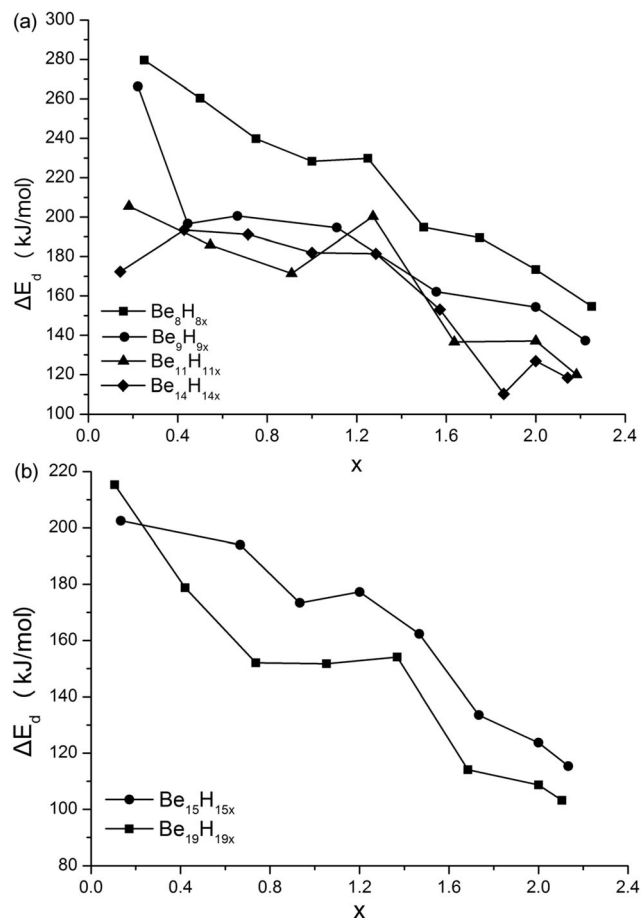 (a)
300
280
260
240
220
200
180
160
140
120
100
ΔE_d ( kJ/mol)
Be₈H₈ₓ
Be₉H₉ₓ
Be₁₁H₁₁ₓ
Be₁₄H₁₄ₓ
0.0 0.4 0.8 1.2 1.6 2.0 2.4
x
(b)
220
200
180
160
140
120
100
80
ΔE_d ( kJ/mol)
Be₁₅H₁₅ₓ
Be₁₉H₁₉ₓ
0.0 0.4 0.8 1.2 1.6 2.0 2.4
x